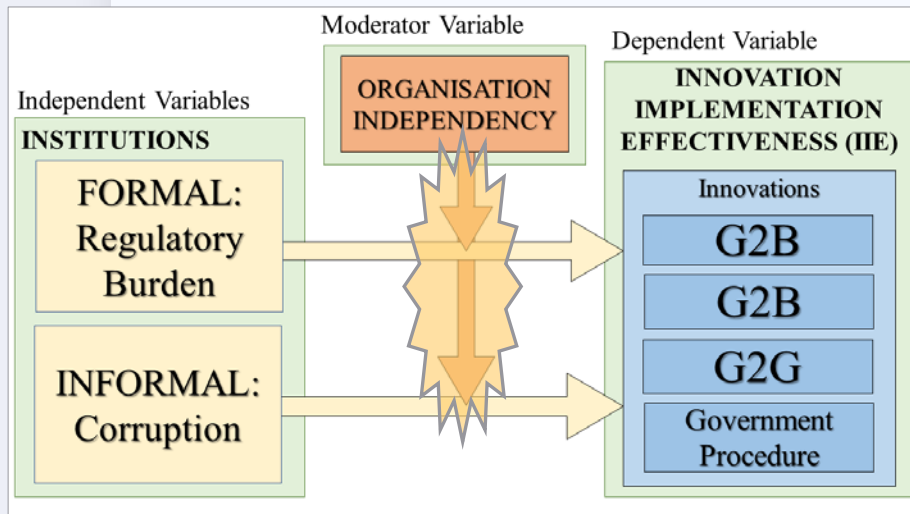 Moderator Variable
ORGANISATION
INDEPENDENCY
Independent Variables
INSTITUTIONS
FORMAL:
Regulatory
Burden
INFORMAL:
Corruption
Dependent Variable
INNOVATION
IMPLEMENTATION
EFFECTIVENESS (IIE)
Innovations
G2B
G2B
G2G
Government
Procedure